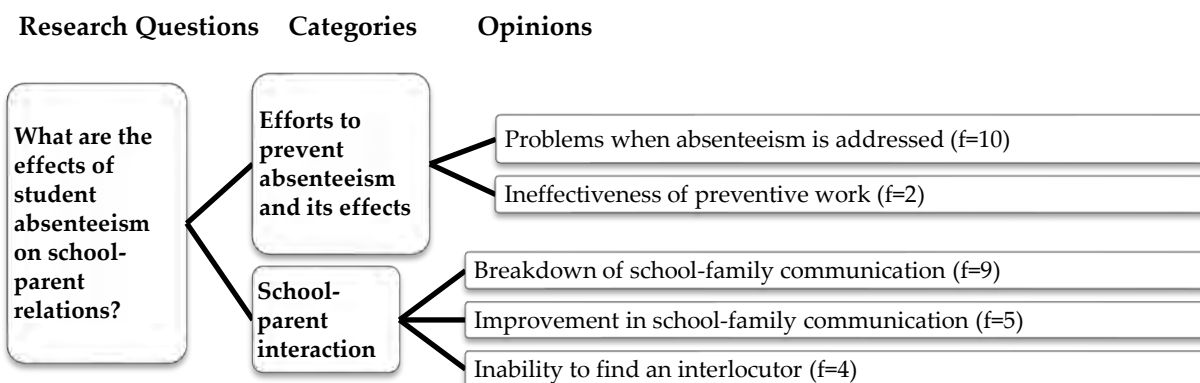 Research Questions Categories Opinions
What are the
effects of
student
absenteeism
on school-
parent
relations?
Efforts to
prevent
absenteeism
and its effects
Problems when absenteeism is addressed (f=10)
Ineffectiveness of preventive work (f=2)
School-
parent
interaction
Breakdown of school-family communication (f=9)
Improvement in school-family communication (f=5)
Inability to find an interlocutor (f=4)